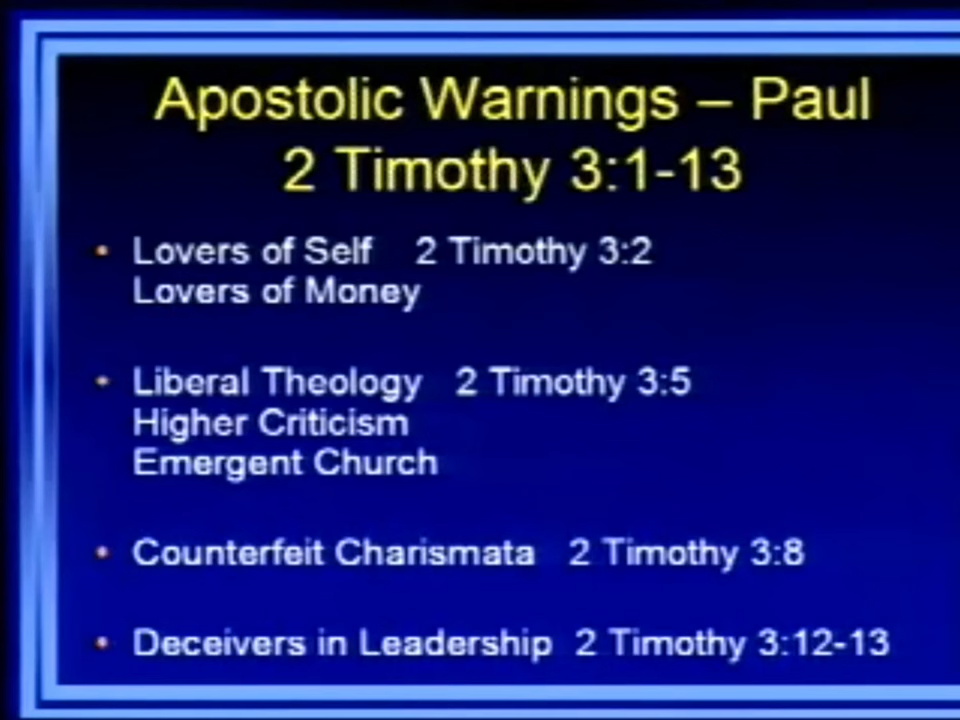 Apostolic Warnings – Paul
2 Timothy 3:1-13
• Lovers of Self 2 Timothy 3:2
Lovers of Money
• Liberal Theology 2 Timothy 3:5
Higher Criticism
Emergent Church
• Counterfeit Charismata 2 Timothy 3:8
• Deceivers in Leadership 2 Timothy 3:12-13